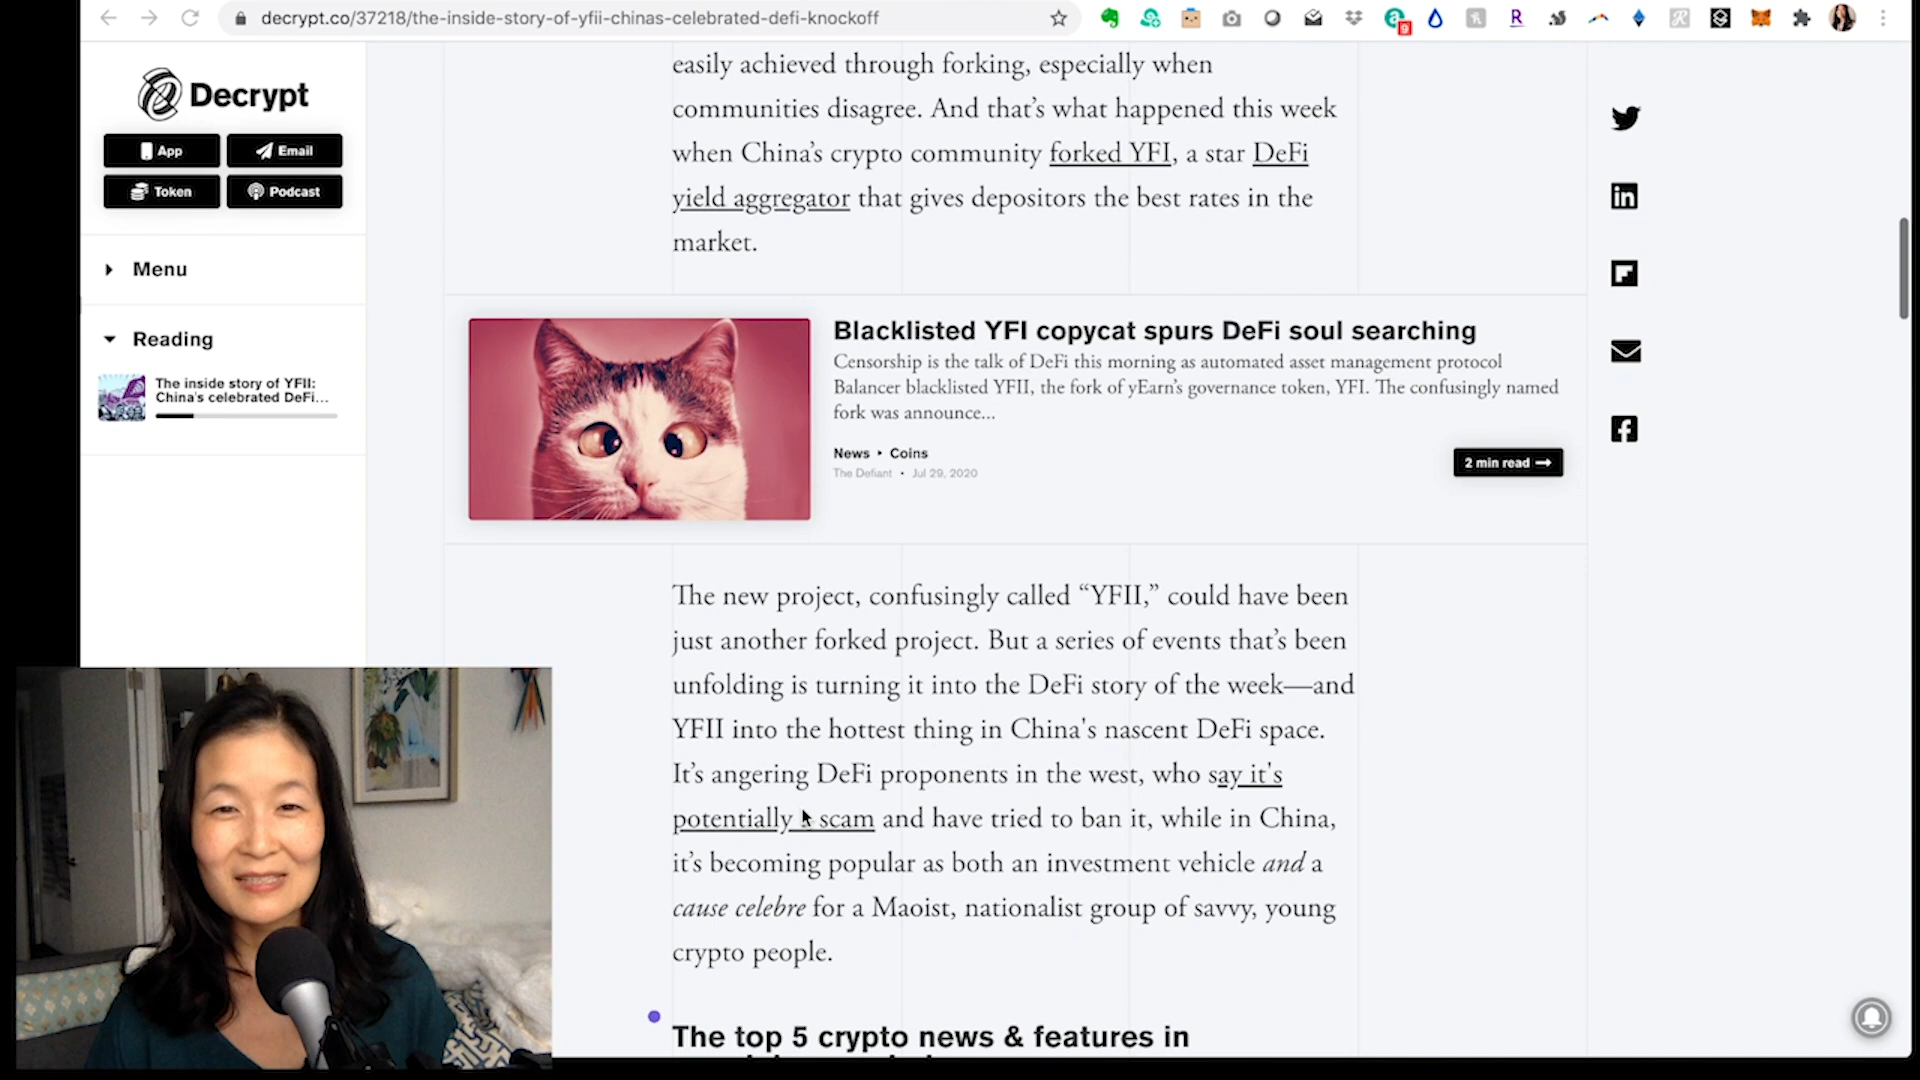 decrypt.co/37218/the-inside-story-of-yfii-chinas-celebrated-defi-knockoff
Decrypt
App
Email
Token
Podcast
Menu
Reading
The inside story of YFII:
China's celebrated DeFi...
easily achieved through forking, especially when
communities disagree. And that's what happened this week
when China's crypto community forked YFI, a star DeFi
yield aggregator that gives depositors the best rates in the
market.
Blacklisted YFI copycat spurs DeFi soul searching
Censorship is the talk of DeFi this morning as automated asset management protocol
Balancer blacklisted YFII, the fork of yEarn's governance token, YFI. The confusingly named
fork was announce...
News ‣ Coins
The Defiant • Jul 29, 2020
2 min read →
The new project, confusingly called “YFII,” could have been
just another forked project. But a series of events that's been
unfolding is turning it into the DeFi story of the week—and
YFII into the hottest thing in China's nascent DeFi space.
It's angering DeFi proponents in the west, who say it's
potentially a scam and have tried to ban it, while in China,
it's becoming popular as both an investment vehicle and a
cause celebre for a Maoist, nationalist group of savvy, young
crypto people.
The top 5 crypto news & features in